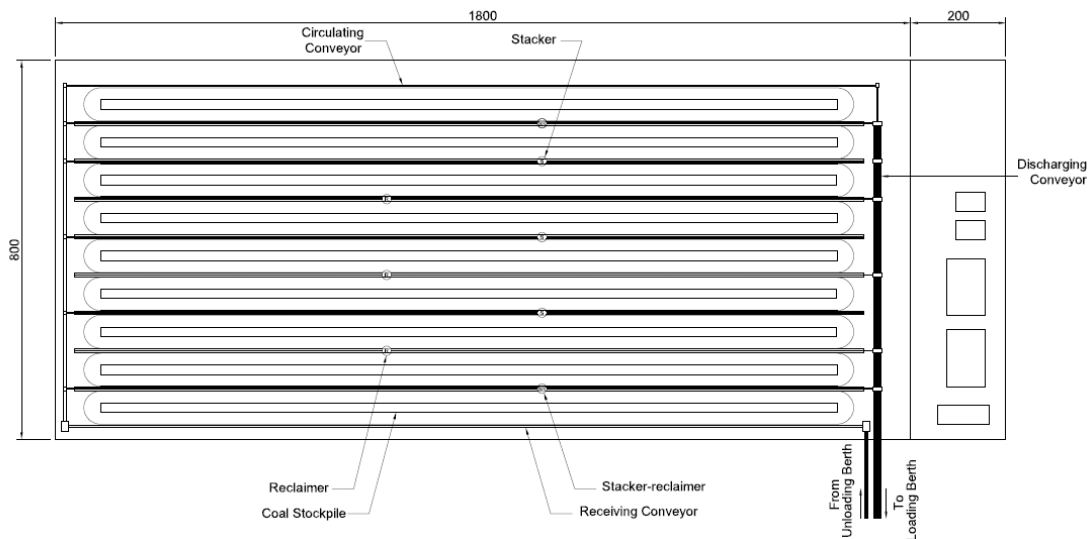 1800
200
Circulating
Conveyor
Stacker
Discharging
Conveyor
800
Reclaimer
Coal Stockpile
Stacker-reclaimer
Receiving Conveyor
From
Unloading Berth
To
Loading Berth